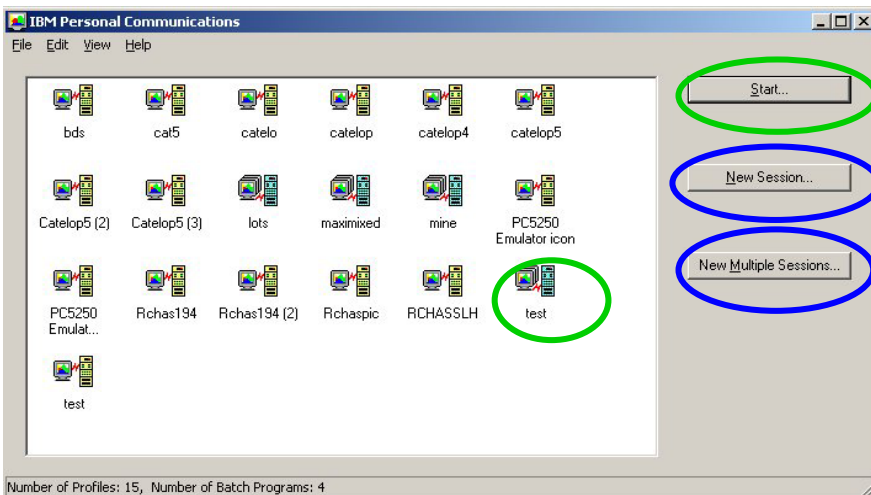 IBM Personal Communications
File Edit View Help
bds cat5 catelo catelop catelop4 catelop5
Catelop5 (2) Catelop5 (3) lots maximixed mine PC5250 Emulator icon
PC5250 Emulat... Rchas194 Rchas194 (2) Rchaspic RCHASSLH test
test
Start...
New Session...
New Multiple Sessions...
Number of Profiles: 15, Number of Batch Programs: 4